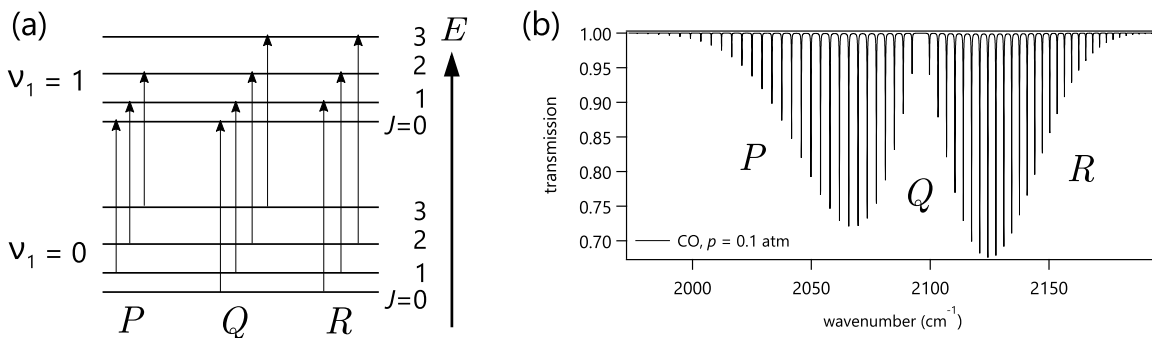 (a)
E
3
2
1
J=0
ν₁ = 1
3
2
1
J=0
ν₁ = 0
P Q R
(b)
1.00
0.95
0.90
0.85
0.80
0.75
0.70
transmission
P
Q
R
CO, p = 0.1 atm
2000 2050 2100 2150
wavenumber (cm⁻¹)